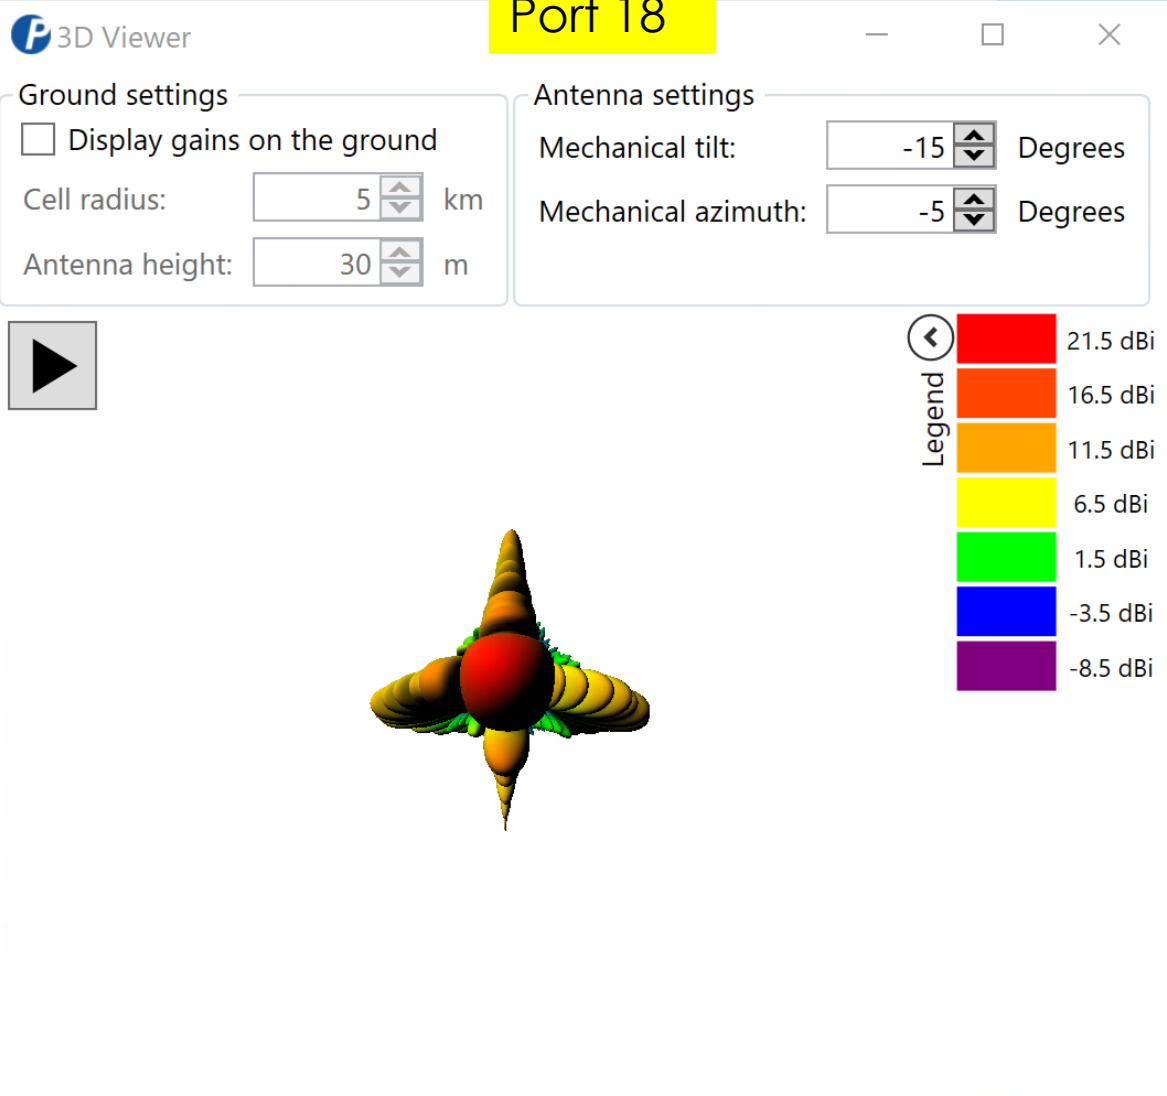 Port 18
3D Viewer
Ground settings
Display gains on the ground
Cell radius: 5 km
Antenna height: 30 m
Antenna settings
Mechanical tilt: -15 Degrees
Mechanical azimuth: -5 Degrees
Legend
21.5 dBi
16.5 dBi
11.5 dBi
6.5 dBi
1.5 dBi
-3.5 dBi
-8.5 dBi